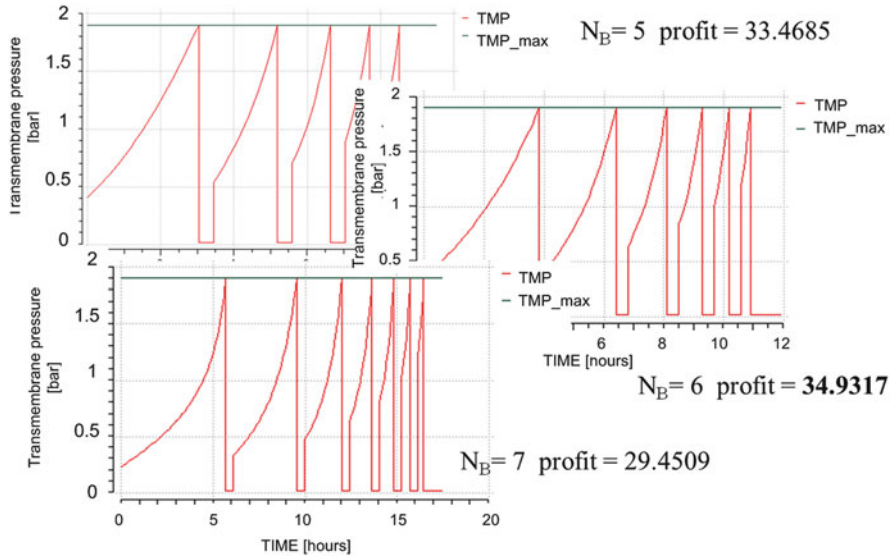 2
1.5
1
0.5
0
Transmembrane pressure
[bar]
TMP
TMP_max
N_B= 5 profit = 33.4685
2
1.5
1
0.5
Transmembrane pressure
[bar]
TMP
TMP_max
6 8 10 12
TIME [hours]
N_B= 6 profit = 34.9317
2
1.5
1
0.5
0
Transmembrane pressure
[bar]
TMP
TMP_max
0 5 10 15 20
TIME [hours]
N_B= 7 profit = 29.4509